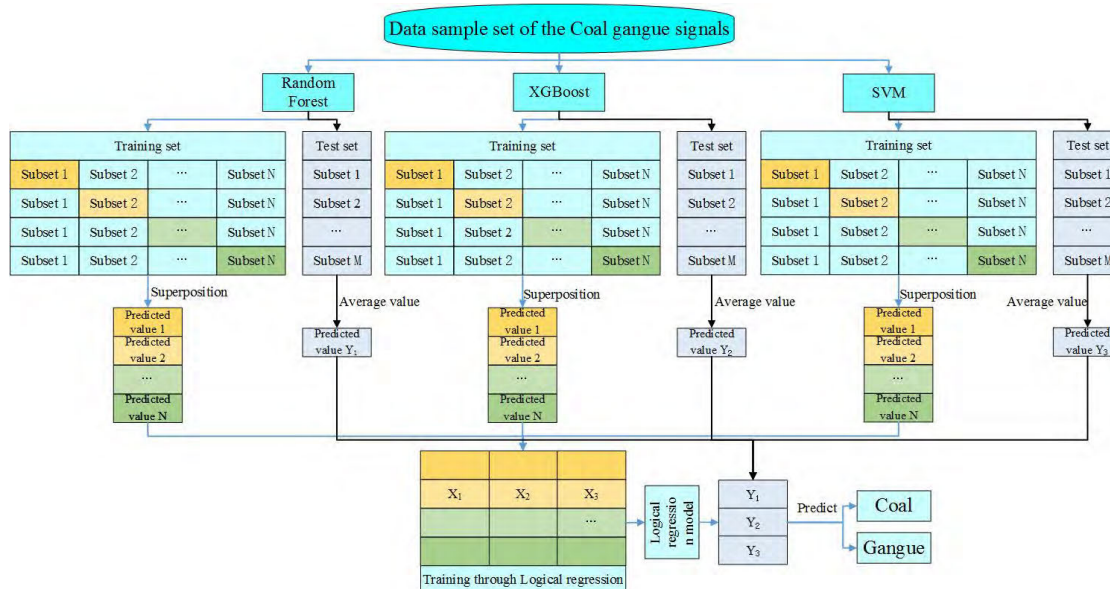 Data sample set of the Coal gangue signals
Random
Forest
XGBoost
SVM
Training set
Test set
Training set
Test set
Training set
Test set
Subset 1 Subset 2 ... Subset N
Subset 1
Subset 1 Subset 2 ... Subset N
Subset 1
Subset 1 Subset 2 ... Subset N
Subset 1
Subset 1 Subset 2 ... Subset N
Subset 2
Subset 1 Subset 2 ... Subset N
Subset 2
Subset 1 Subset 2 ... Subset N
Subset 2
Subset 1 Subset 2 ... Subset N
...
Subset 1 Subset 2 ... Subset N
...
Subset 1 Subset 2 ... Subset N
...
Subset 1 Subset 2 ... Subset N
Subset M
Subset 1 Subset 2 ... Subset N
Subset M
Subset 1 Subset 2 ... Subset N
Subset M
Superposition
Average value
Superposition
Average value
Superposition
Average value
Predicted
value 1
Predicted
value 2
...
Predicted
value N
Predicted
value Y₁
Predicted
value 1
Predicted
value 2
...
Predicted
value N
Predicted
value Y₂
Predicted
value 1
Predicted
value 2
...
Predicted
value N
Predicted
value Y₃
X₁ X₂ X₃
...
Training through Logical regression
Logical
regressio
n model
Y₁
Y₂
Y₃
Predict
Coal
Gangue